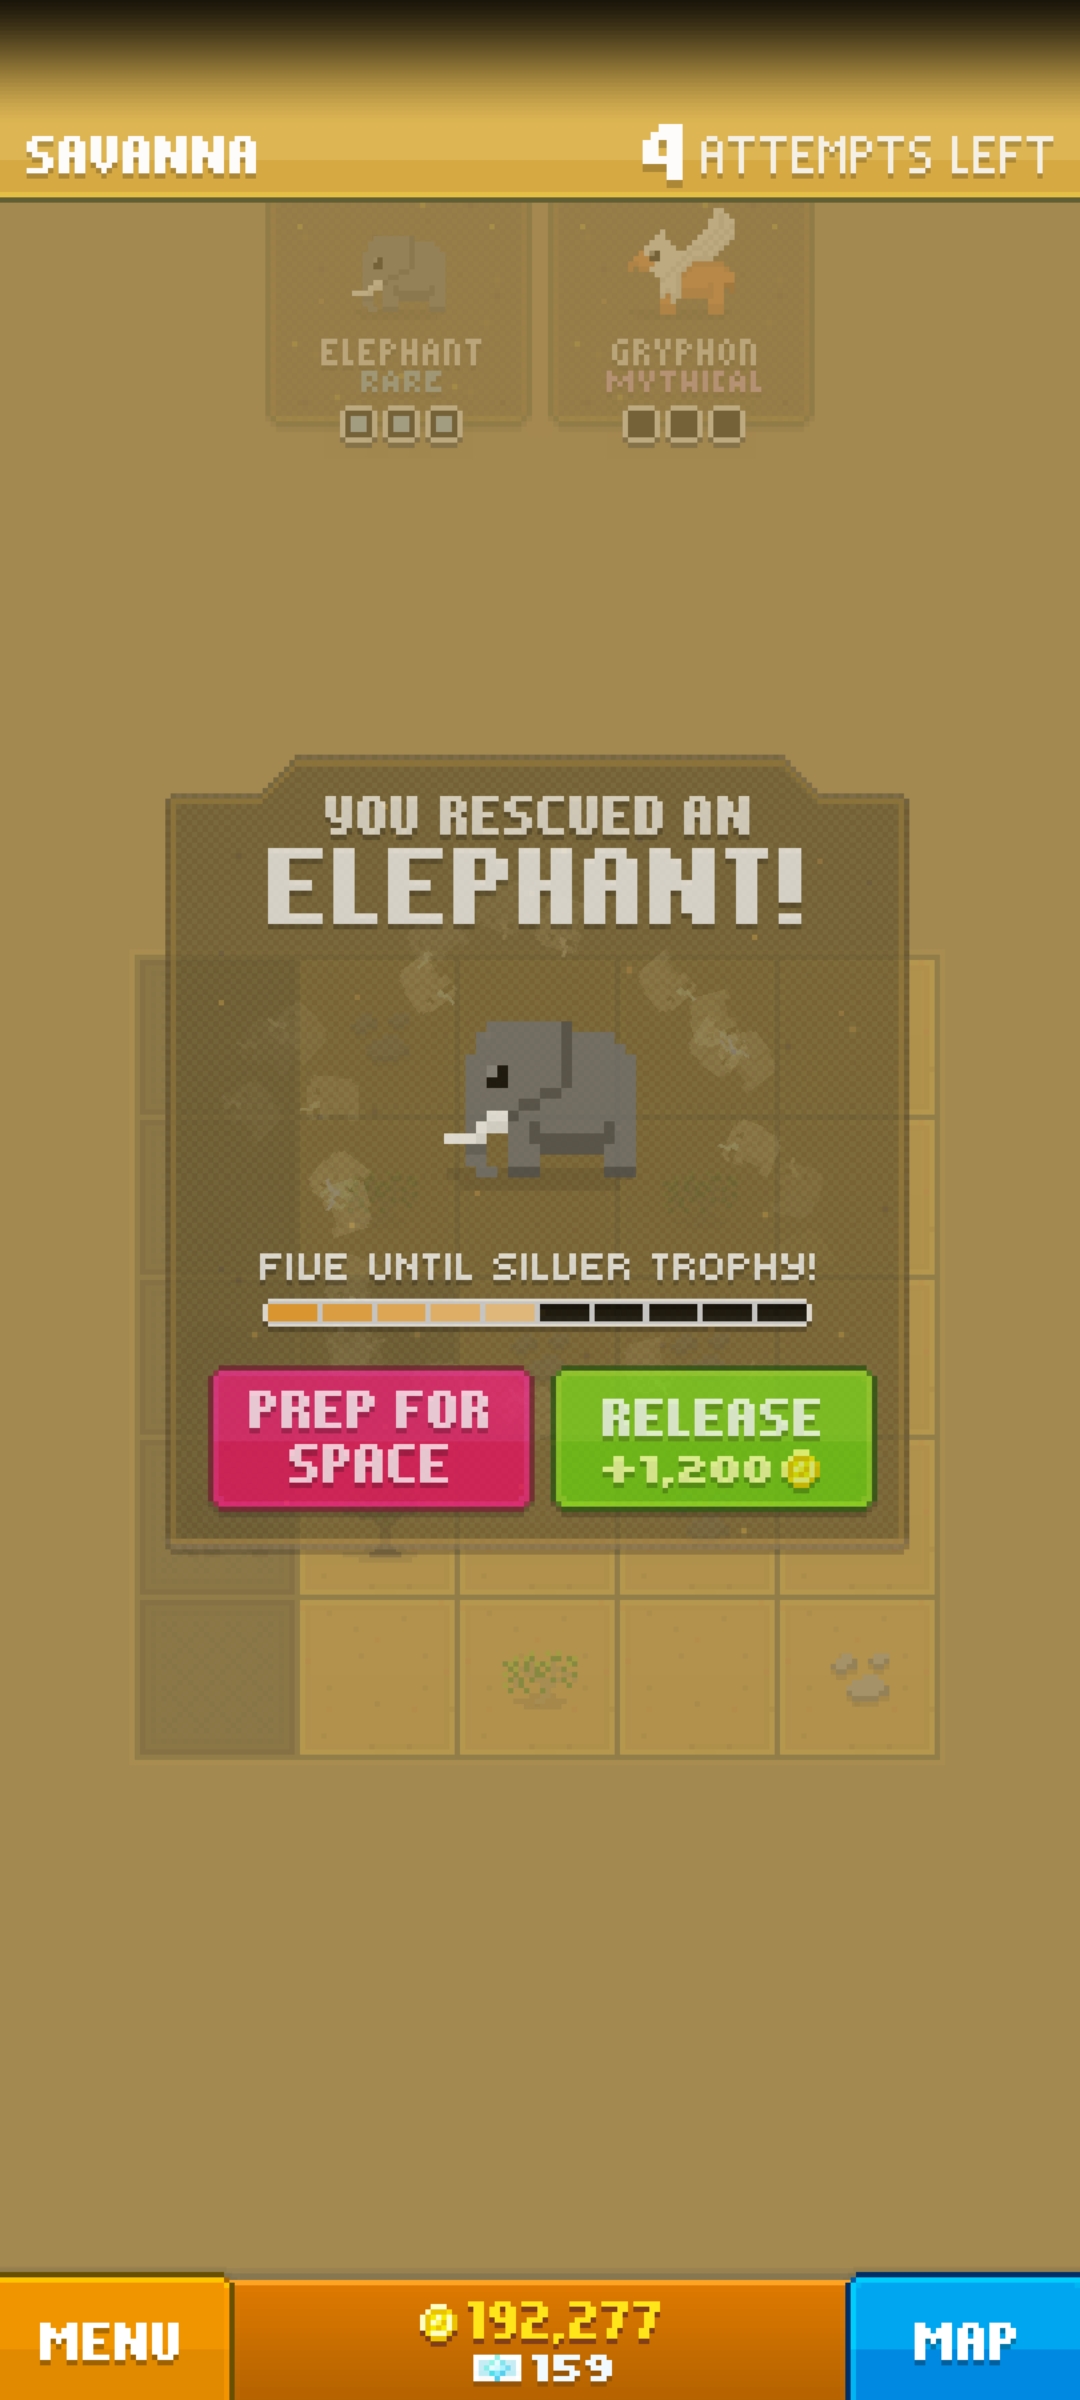 SAVANNA
4 ATTEMPTS LEFT
ELEPHANT
RARE
GRYPHON
MYTHICAL
YOU RESCUED AN
ELEPHANT!
FIVE UNTIL SILVER TROPHY!
PREP FOR
SPACE
RELEASE
+1,200
MENU
192,277
159
MAP